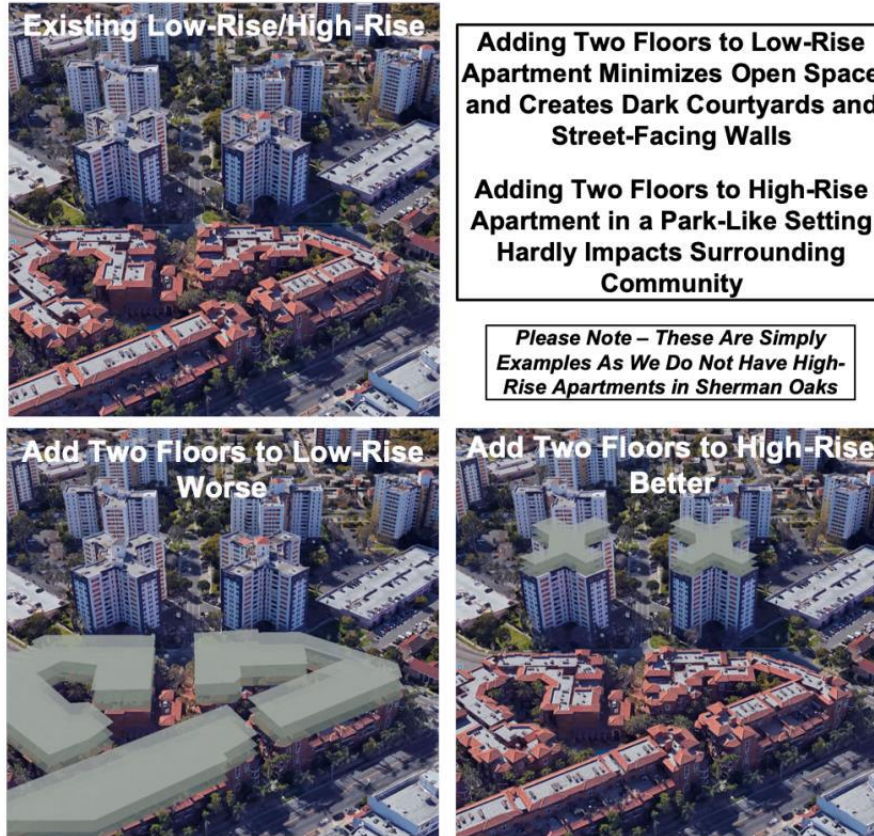 Existing Low-Rise/High-Rise
Adding Two Floors to Low-Rise
Apartment Minimizes Open Space
and Creates Dark Courtyards and
Street-Facing Walls
Adding Two Floors to High-Rise
Apartment in a Park-Like Setting
Hardly Impacts Surrounding
Community
Please Note – These Are Simply
Examples As We Do Not Have High-
Rise Apartments in Sherman Oaks
Add Two Floors to Low-Rise
Worse
Add Two Floors to High-Rise
Better